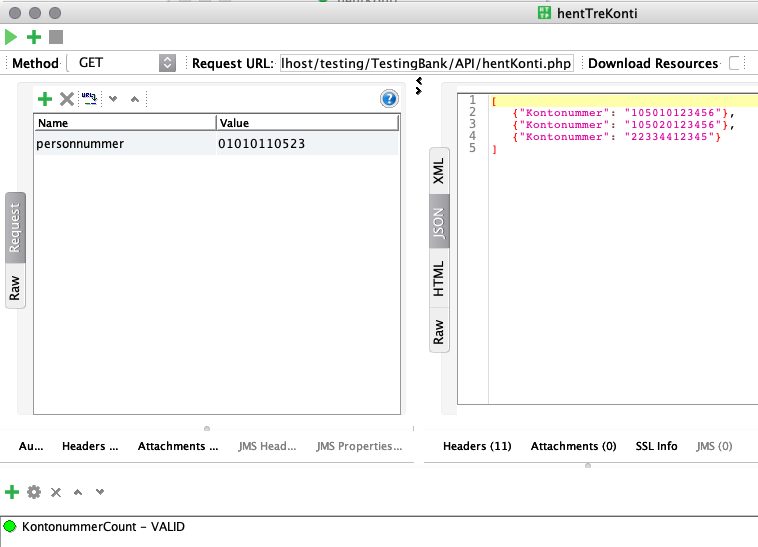 hentTreKonti
Method GET Request URL: lhost/testing/TestingBank/API/hentKonti.php Download Resources
URL
?
Name Value
personnummer 01010110523
Request
Raw
XML
JSON
HTML
Raw
1 [
2 {"Kontonummer": "105010123456"},
3 {"Kontonummer": "105020123456"},
4 {"Kontonummer": "22334412345"}
5 ]
Au... Headers ... Attachments ... JMS Head... JMS Properties...
Headers (11) Attachments (0) SSL Info JMS (0)
KontonummerCount - VALID